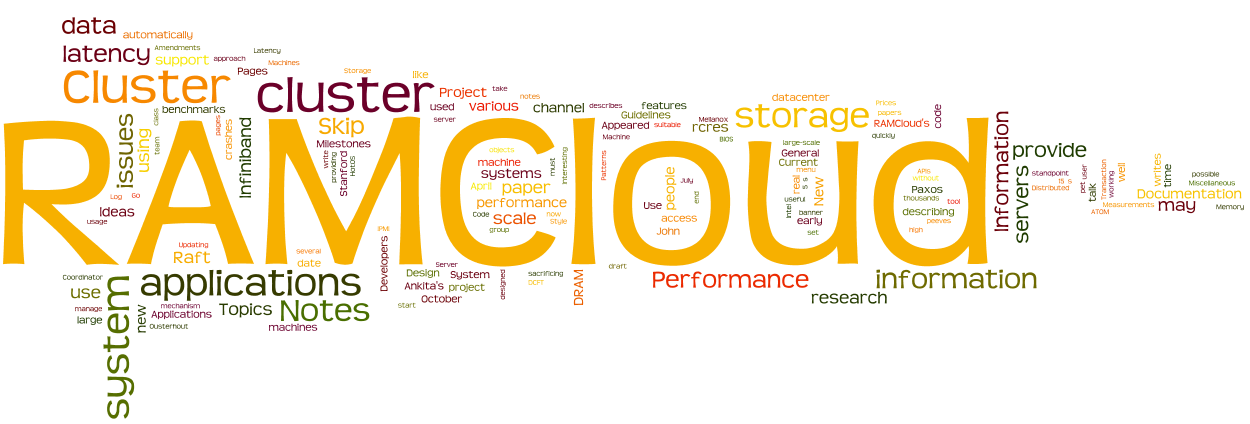 data
automatically
latency
Amendments
support
approach
Latency
Machines
Pages
Cluster
cluster
Storage
like
Project
take
used
various
notes
server
channel
describes
features
Guidelines
Appeared
suitable
Machine
Mellanox
rcres
BIOS
datacenter
storage
Prices
papers
RAMCloud's
code
quickly
large-scale
General
Current
menu
benchmarks
class
team
issues
using
pages
crashes
Infiniband
Skip
Milestones
write
providing
Stanford
HotOS
RAMCloud
objects
machine
systems
April
paper
performance
Code
scale
now
style
group
must
interesting
Patterns
people
July
Use
end
access
John
real
5
s
New
useful
Intel
banner
early
set
APIs
without
Paxos
thousands
tool
describing
peeves
high
Information
servers
provide
standpoint
15
s
Distributed
pet
user
talk
Transaction
working
well
Measurements
ATOM
writes
time
Documentation
may
possible
Miscellaneous
Memory
Log
Go
Ideas
usage
Updating
Raft
several
date
IPMI
Developers
Coordinator
use
manage
large
system
new
applications
mechanism
Applications
Ousterhout
Topics
Notes
machines
Design
Server
System
Ankita's
project
October
start
designed
sacrificing
DCFT
DRAM
draft
Performance
information
research